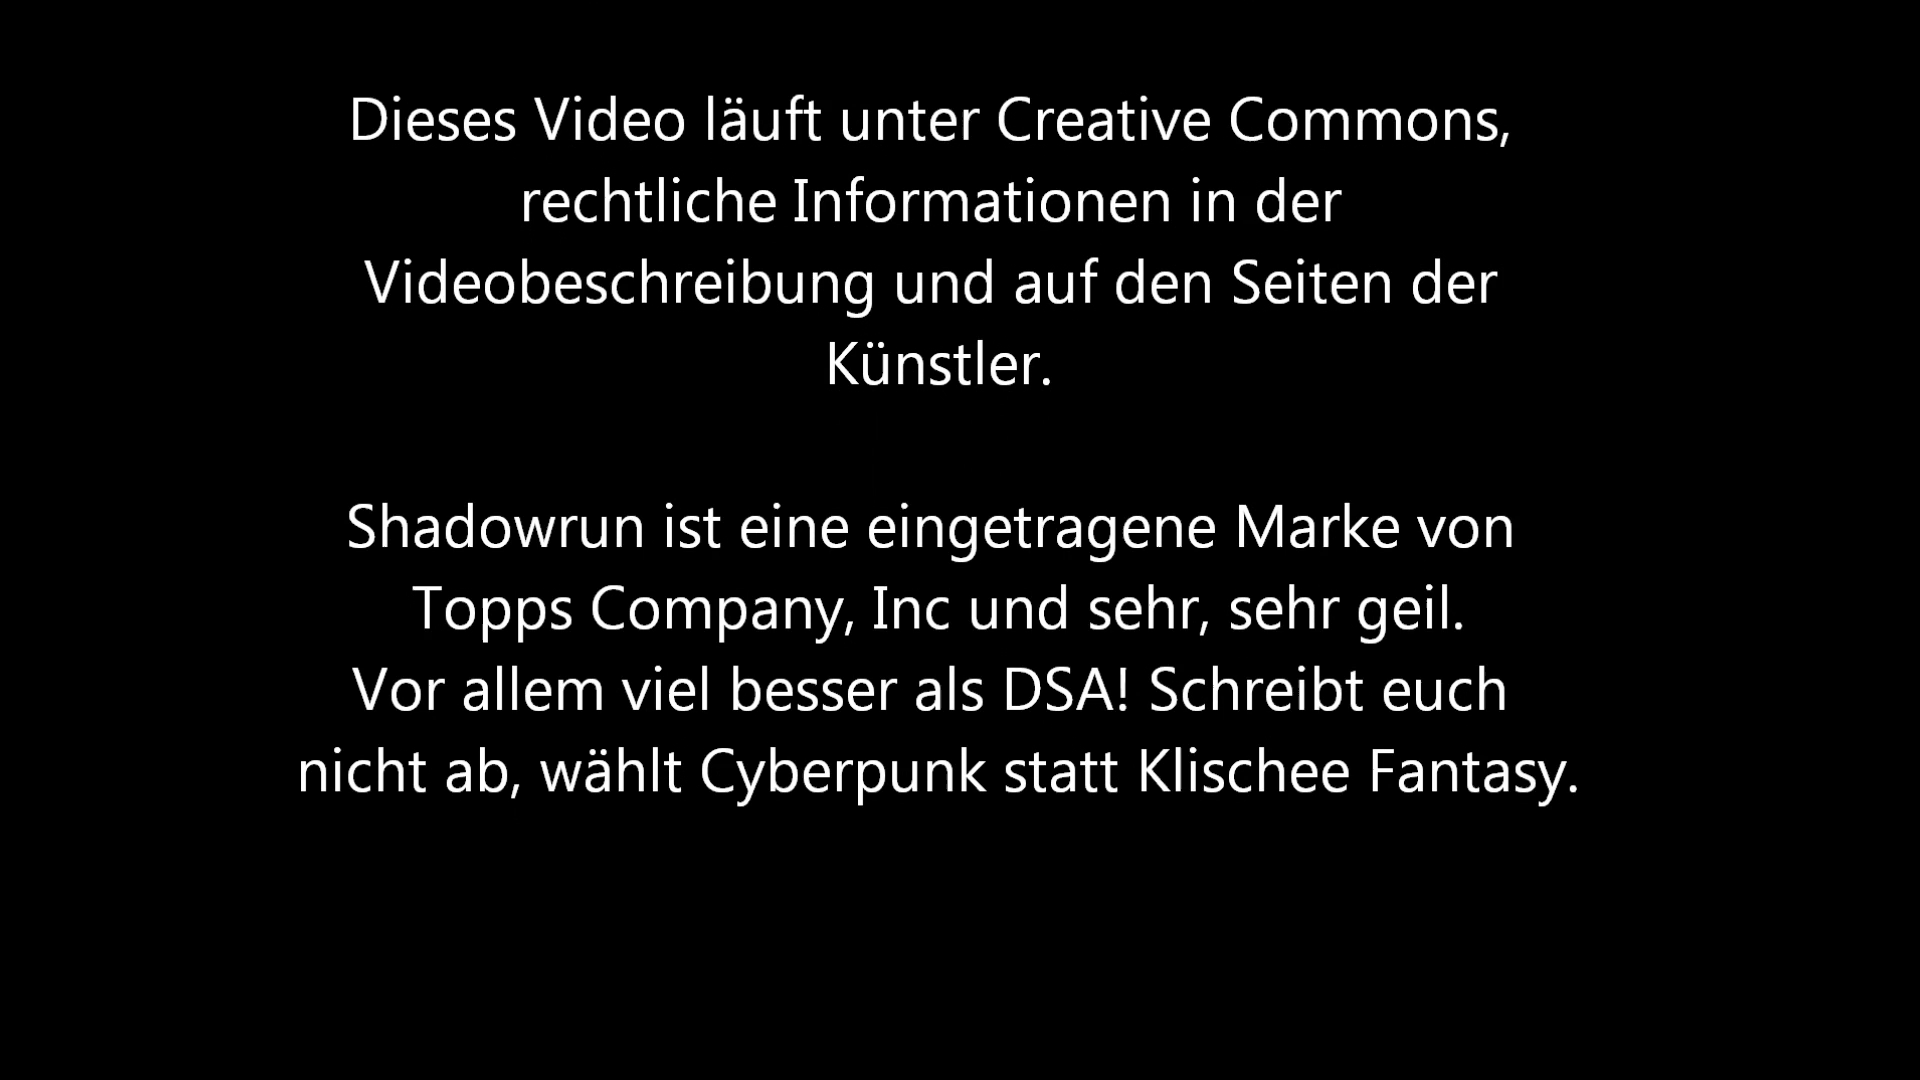 Dieses Video läuft unter Creative Commons,
rechtliche Informationen in der
Videobeschreibung und auf den Seiten der
Künstler.
Shadowrun ist eine eingetragene Marke von
Topps Company, Inc und sehr, sehr geil.
Vor allem viel besser als DSA! Schreibt euch
nicht ab, wählt Cyberpunk statt Klischee Fantasy.